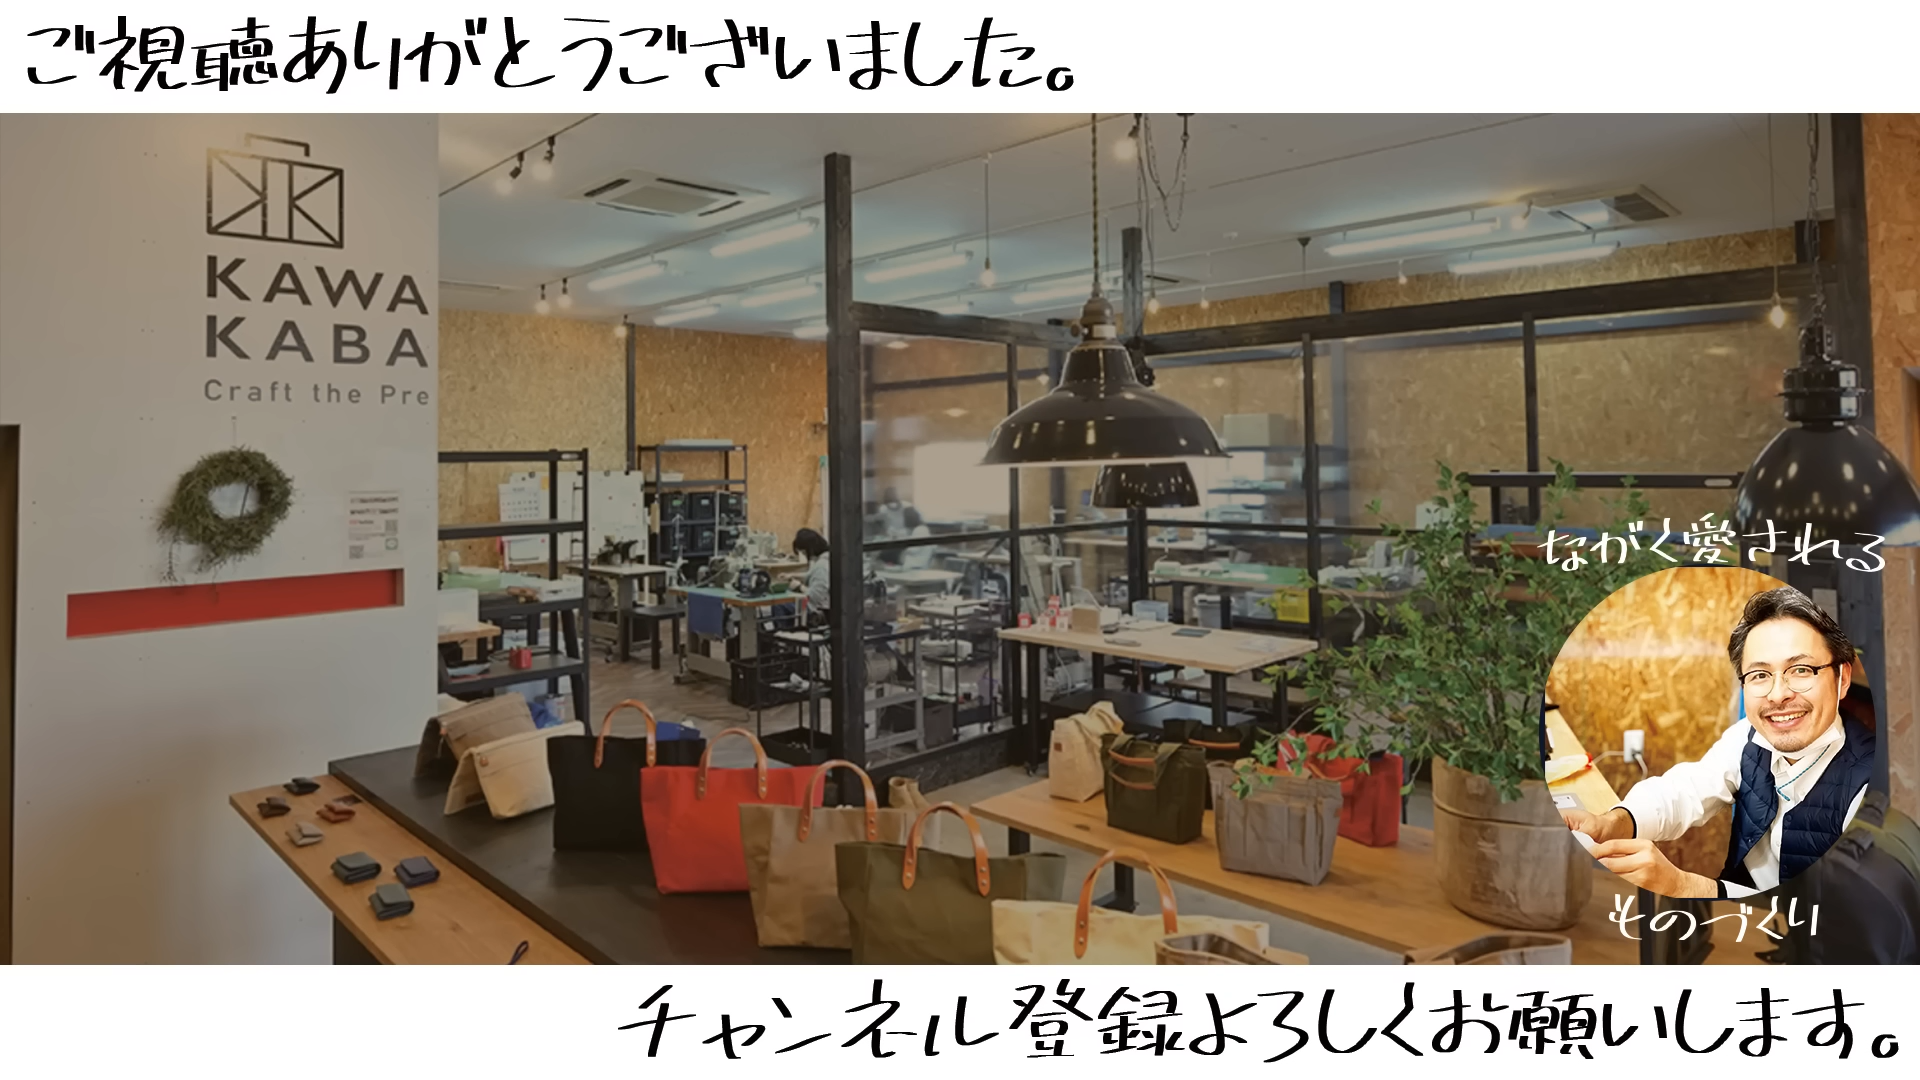 ご視聴ありがとうございました。
KAWA
KABA
Craft the Pre
ながく愛される
ものづくり
チャンネル登録よろしくお願いします。